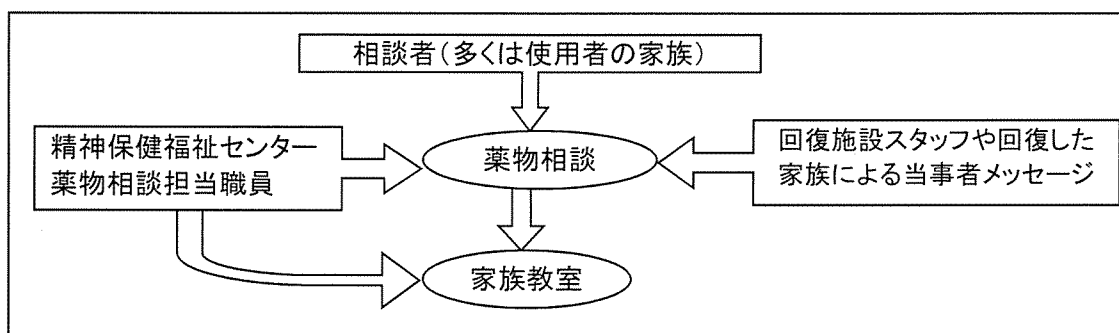 相談者(多くは使用者の家族)
精神保健福祉センター
薬物相談担当職員
薬物相談
回復施設スタッフや回復した
家族による当事者メッセージ
家族教室